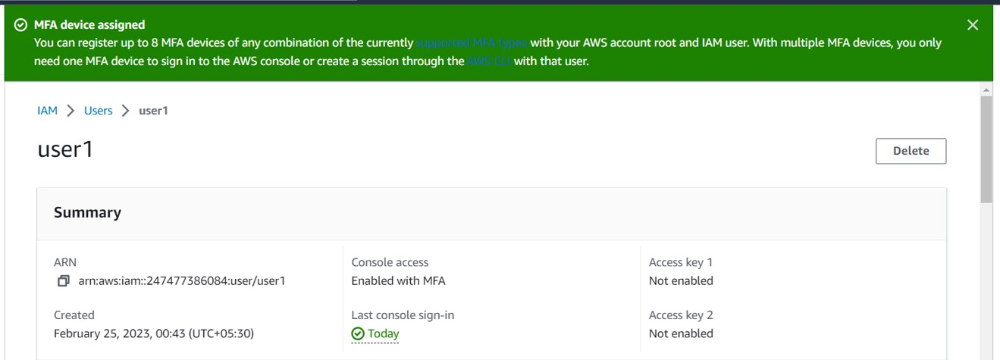 MFA device assigned
You can register up to 8 MFA devices of any combination of the currently supported MFA types with your AWS account root and IAM user. With multiple MFA devices, you only
need one MFA device to sign in to the AWS console or create a session through the AWS CLI with that user.
IAM > Users > user1
user1
Delete
Summary
ARN
arn:aws:iam::247477386084:user/user1
Created
February 25, 2023, 00:43 (UTC+05:30)
Console access
Enabled with MFA
Last console sign-in
Today
Access key 1
Not enabled
Access key 2
Not enabled